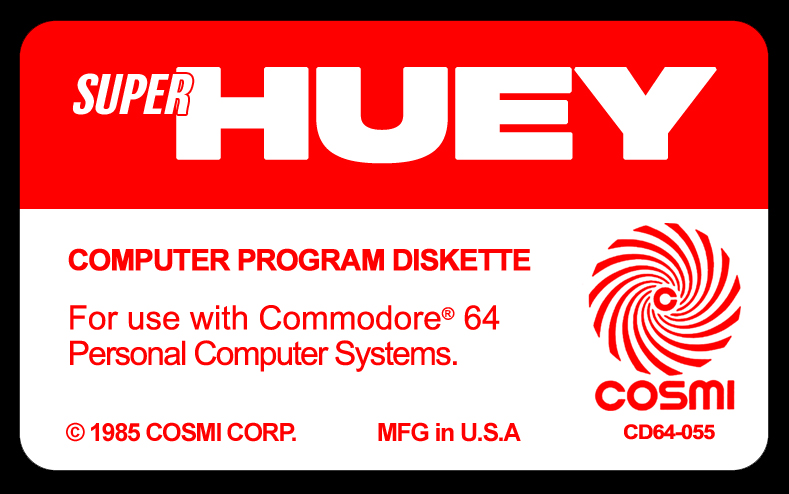 SUPER HUEY
COMPUTER PROGRAM DISKETTE
For use with Commodore® 64
Personal Computer Systems.
C
COSMI
© 1985 COSMI CORP. MFG in U.S.A
CD64-055